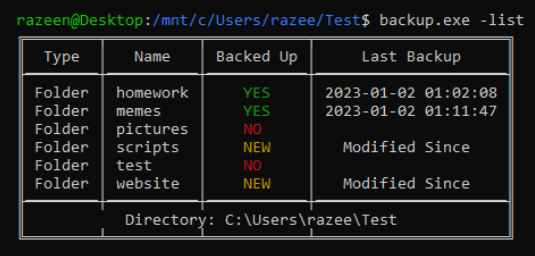 razeen@Desktop:/mnt/c/Users/razee/Test$ backup.exe -list
Type Name Backed Up Last Backup
Folder homework YES 2023-01-02 01:02:08
Folder memes YES 2023-01-02 01:11:47
Folder pictures NO
Folder scripts NEW Modified Since
Folder test NO
Folder website NEW Modified Since
Directory: C:\Users\razee\Test